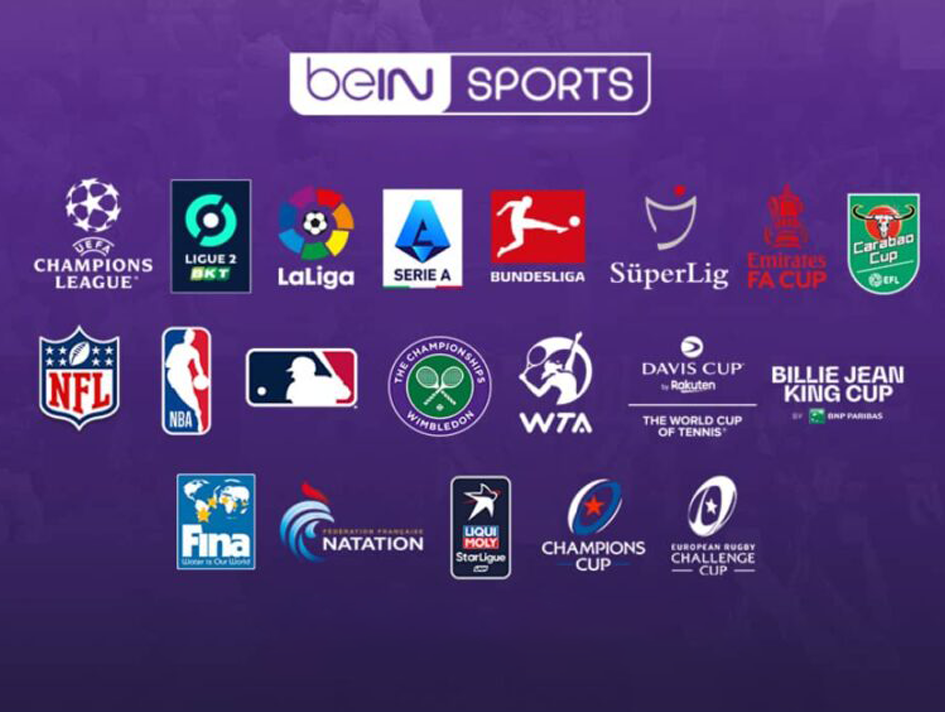 beIN SPORTS
UEFA
CHAMPIONS
LEAGUE
LIGUE 2
BKT
LaLiga
SERIE A
BUNDESLIGA
SüperLig
Emirates
FA CUP
Carabao
Cup
EFL
NFL
NBA
THE CHAMPIONSHIPS
WIMBLEDON
WTA
DAVIS CUP
by Rakuten
THE WORLD CUP
OF TENNIS
BILLIE JEAN
KING CUP
BY BNP PARIBAS
Fina
Water is Our World
FÉDÉRATION FRANÇAISE
NATATION
LIQUI
MOLY
StarLigue
CHAMPIONS
CUP
EUROPEAN RUGBY
CHALLENGE
CUP